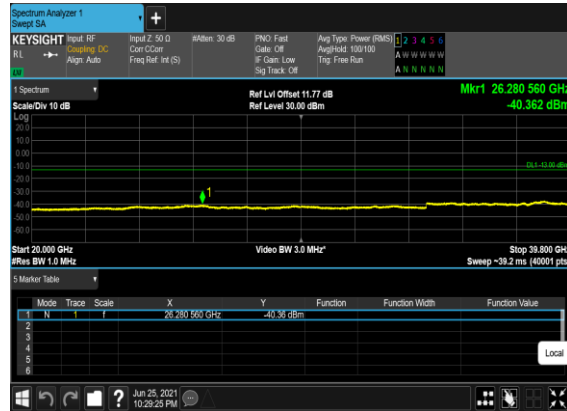 Spectrum Analyzer 1
Swept SA
+
KEYSIGHT Input: RF Input Z: 50 Ω #Atten: 30 dB PNO: Fast Avg Type: Power (RMS) 1 2 3 4 5 6
RL Coupling: DC Corr CCorr Gate: Off Avg|Hold: 100/100 A W W W W W
Align: Auto Freq Ref: Int (S) IF Gain: Low Trig: Free Run
LW Sig Track: Off A N N N N N
1 Spectrum Ref Lvl Offset 11.77 dB Mkr1 26.280 560 GHz
Scale/Div 10 dB Ref Level 30.00 dBm -40.362 dBm
Log
20.0
10.0
0.00
-10.0 DL1 -13.00 dBm
-20.0
-30.0
-40.0 1
-50.0
-60.0
Start 20.000 GHz Video BW 3.0 MHz* Stop 39.800 GHz
#Res BW 1.0 MHz Sweep ~39.2 ms (40001 pts
5 Marker Table
Mode Trace Scale X Y Function Function Width Function Value
1 N 1 f 26.280 560 GHz -40.36 dBm
2
3
4
5
6
Local
? Jun 25, 2021
10:29:25 PM